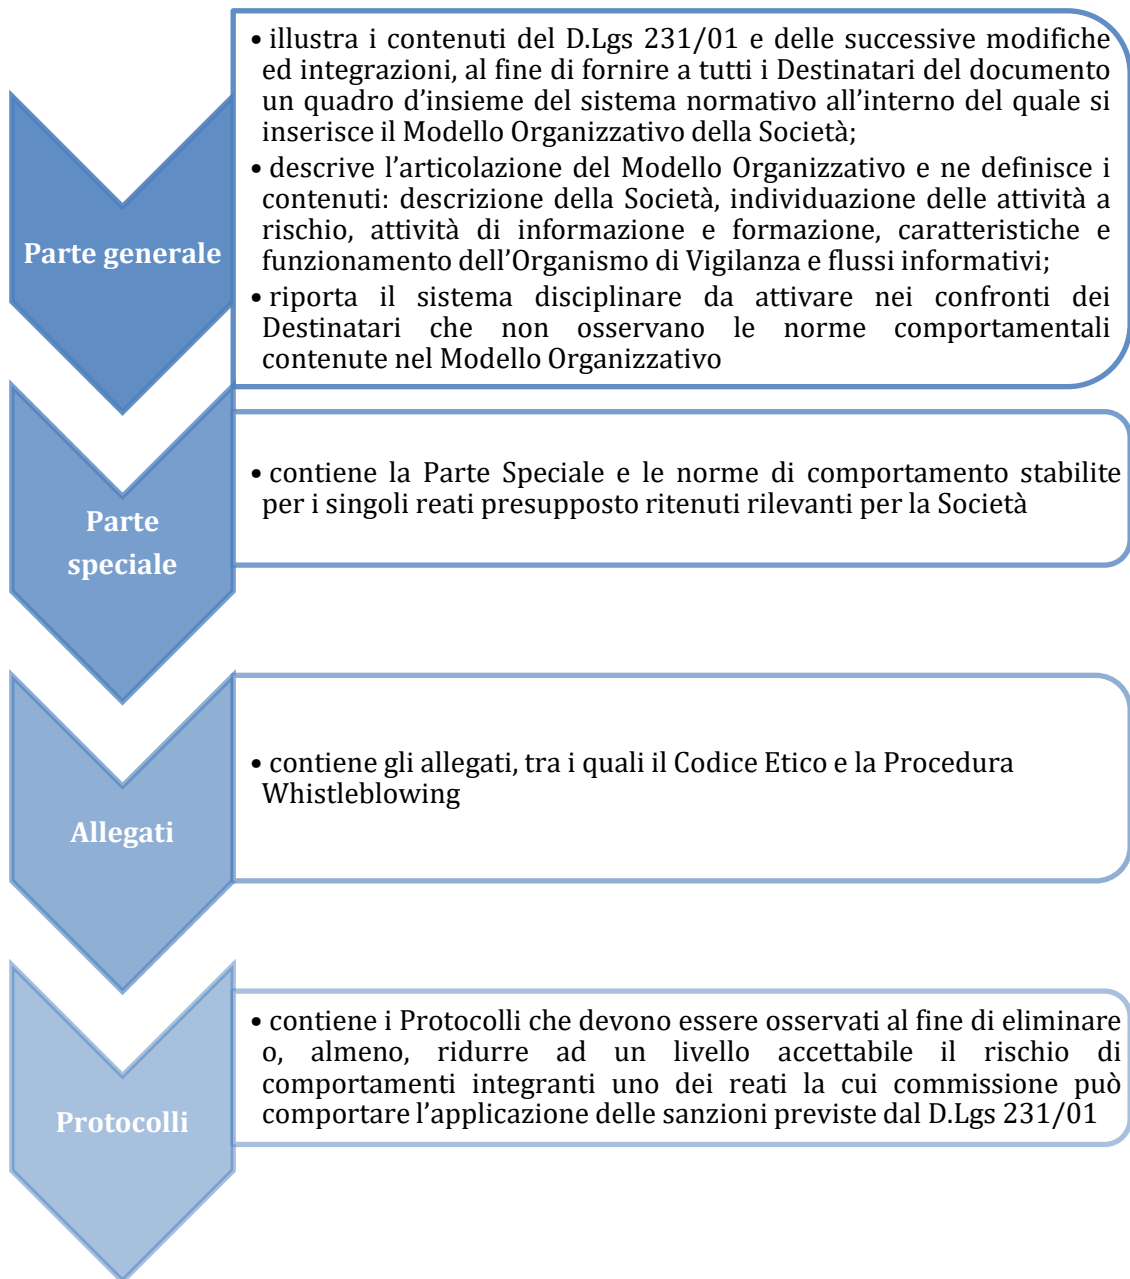 • illustra i contenuti del D.Lgs 231/01 e delle successive modifiche
ed integrazioni, al fine di fornire a tutti i Destinatari del documento
un quadro d’insieme del sistema normativo all’interno del quale si
inserisce il Modello Organizzativo della Società;
• descrive l’articolazione del Modello Organizzativo e ne definisce i
contenuti: descrizione della Società, individuazione delle attività a
rischio, attività di informazione e formazione, caratteristiche e
funzionamento dell’Organismo di Vigilanza e flussi informativi;
• riporta il sistema disciplinare da attivare nei confronti dei
Destinatari che non osservano le norme comportamentali
contenute nel Modello Organizzativo
Parte generale
• contiene la Parte Speciale e le norme di comportamento stabilite
per i singoli reati presupposto ritenuti rilevanti per la Società
Parte
speciale
• contiene gli allegati, tra i quali il Codice Etico e la Procedura
Whistleblowing
Allegati
• contiene i Protocolli che devono essere osservati al fine di eliminare
o, almeno, ridurre ad un livello accettabile il rischio di
comportamenti integranti uno dei reati la cui commissione può
comportare l’applicazione delle sanzioni previste dal D.Lgs 231/01
Protocolli